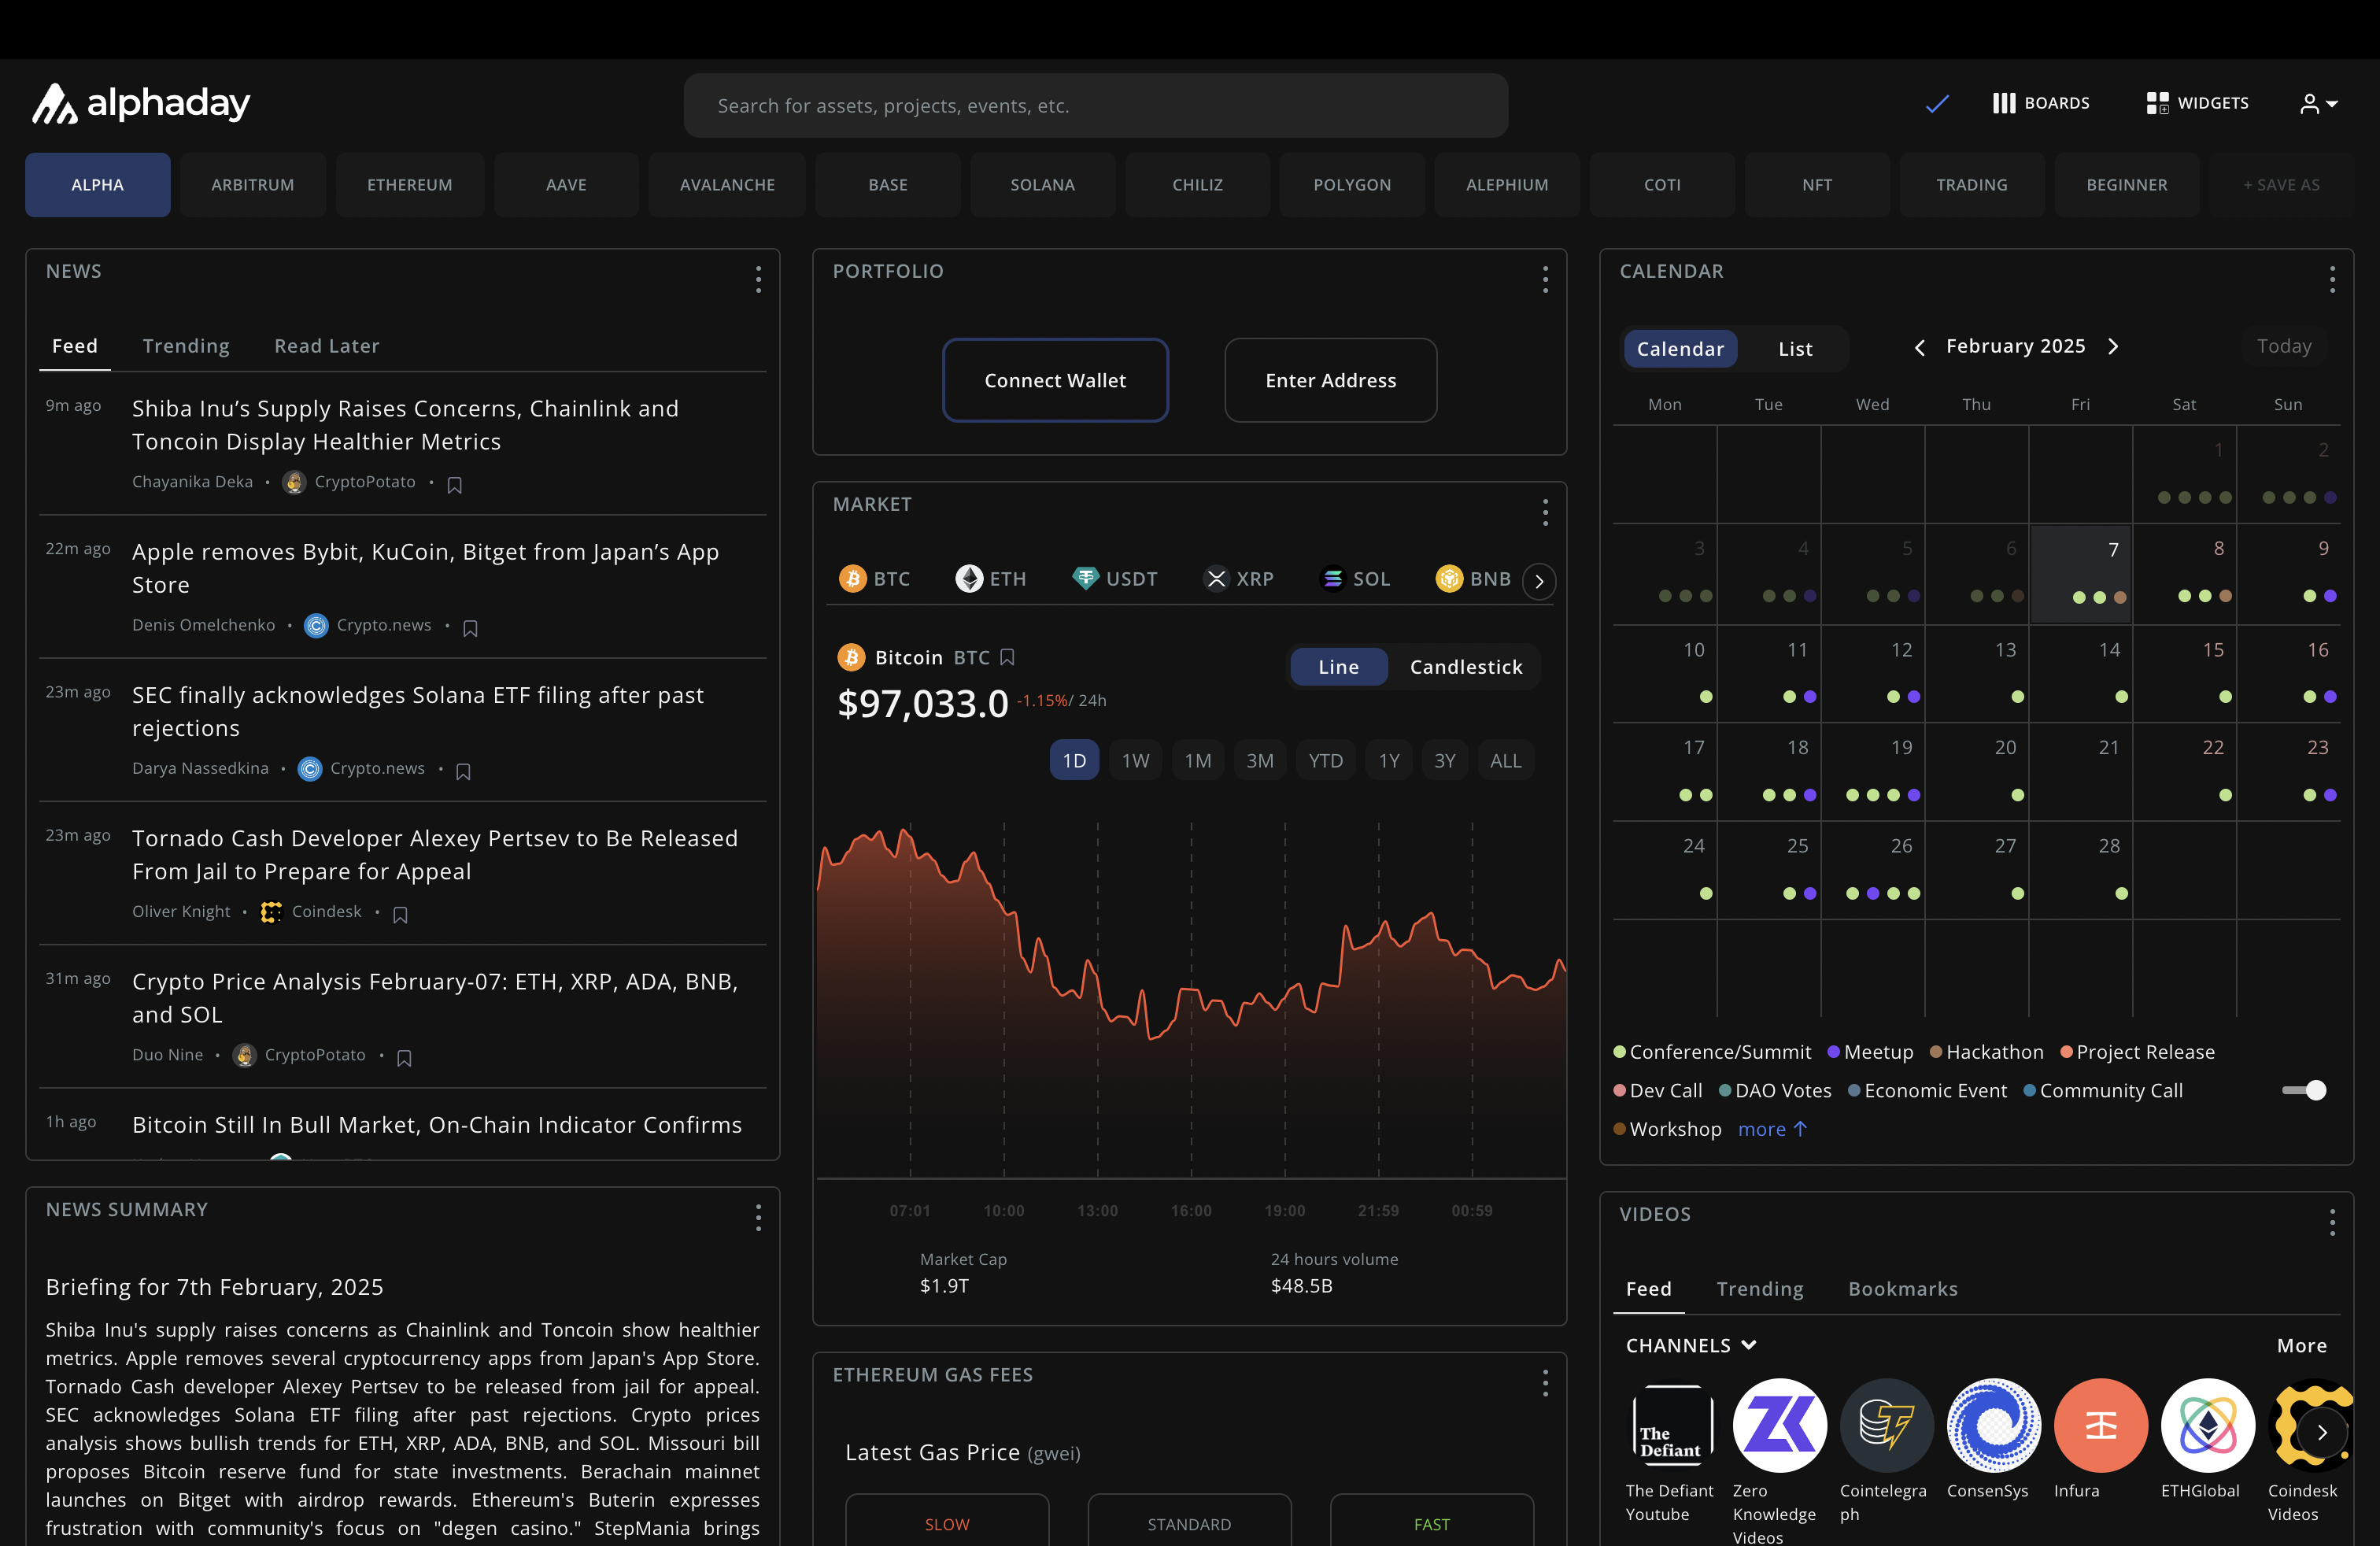 alphaday
Search for assets, projects, events, etc.
BOARDS
WIDGETS
ALPHA
ARBITRUM
ETHEREUM
AAVE
AVALANCHE
BASE
SOLANA
CHILIZ
POLYGON
ALEPHIUM
COTI
NFT
TRADING
BEGINNER
+ SAVE AS
NEWS
Feed
Trending
Read Later
9m ago
Shiba Inu’s Supply Raises Concerns, Chainlink and
Toncoin Display Healthier Metrics
Chayanika Deka • CryptoPotato •
22m ago
Apple removes Bybit, KuCoin, Bitget from Japan’s App
Store
Denis Omelchenko • Crypto.news •
23m ago
SEC finally acknowledges Solana ETF filing after past
rejections
Darya Nassedkina • Crypto.news •
23m ago
Tornado Cash Developer Alexey Pertsev to Be Released
From Jail to Prepare for Appeal
Oliver Knight • Coindesk •
31m ago
Crypto Price Analysis February-07: ETH, XRP, ADA, BNB,
and SOL
Duo Nine • CryptoPotato •
1h ago
Bitcoin Still In Bull Market, On-Chain Indicator Confirms
NEWS SUMMARY
Briefing for 7th February, 2025
Shiba Inu's supply raises concerns as Chainlink and Toncoin show healthier
metrics. Apple removes several cryptocurrency apps from Japan's App Store.
Tornado Cash developer Alexey Pertsev to be released from jail for appeal.
SEC acknowledges Solana ETF filing after past rejections. Crypto prices
analysis shows bullish trends for ETH, XRP, ADA, BNB, and SOL. Missouri bill
proposes Bitcoin reserve fund for state investments. Berachain mainnet
launches on Bitget with airdrop rewards. Ethereum's Buterin expresses
frustration with community's focus on "degen casino." StepMania brings
PORTFOLIO
Connect Wallet
Enter Address
MARKET
BTC
ETH
USDT
XRP
SOL
BNB
Bitcoin BTC
$97,033.0 -1.15%/ 24h
Line
Candlestick
1D
1W
1M
3M
YTD
1Y
3Y
ALL
07:01
10:00
13:00
16:00
19:00
21:59
00:59
Market Cap
$1.9T
24 hours volume
$48.5B
ETHEREUM GAS FEES
Latest Gas Price (gwei)
SLOW
STANDARD
FAST
CALENDAR
Calendar
List
February 2025
Today
Mon Tue Wed Thu Fri Sat Sun
1 2
3 4 5 6 7 8 9
10 11 12 13 14 15 16
17 18 19 20 21 22 23
24 25 26 27 28
Conference/Summit Meetup Hackathon Project Release
Dev Call DAO Votes Economic Event Community Call
Workshop more ↑
VIDEOS
Feed
Trending
Bookmarks
CHANNELS
More
The
Defiant
ZK
The Defiant
Youtube
Zero
Knowledge
Videos
Cointelegra
ph
ConsenSys
Infura
ETHGlobal
Coindesk
Videos